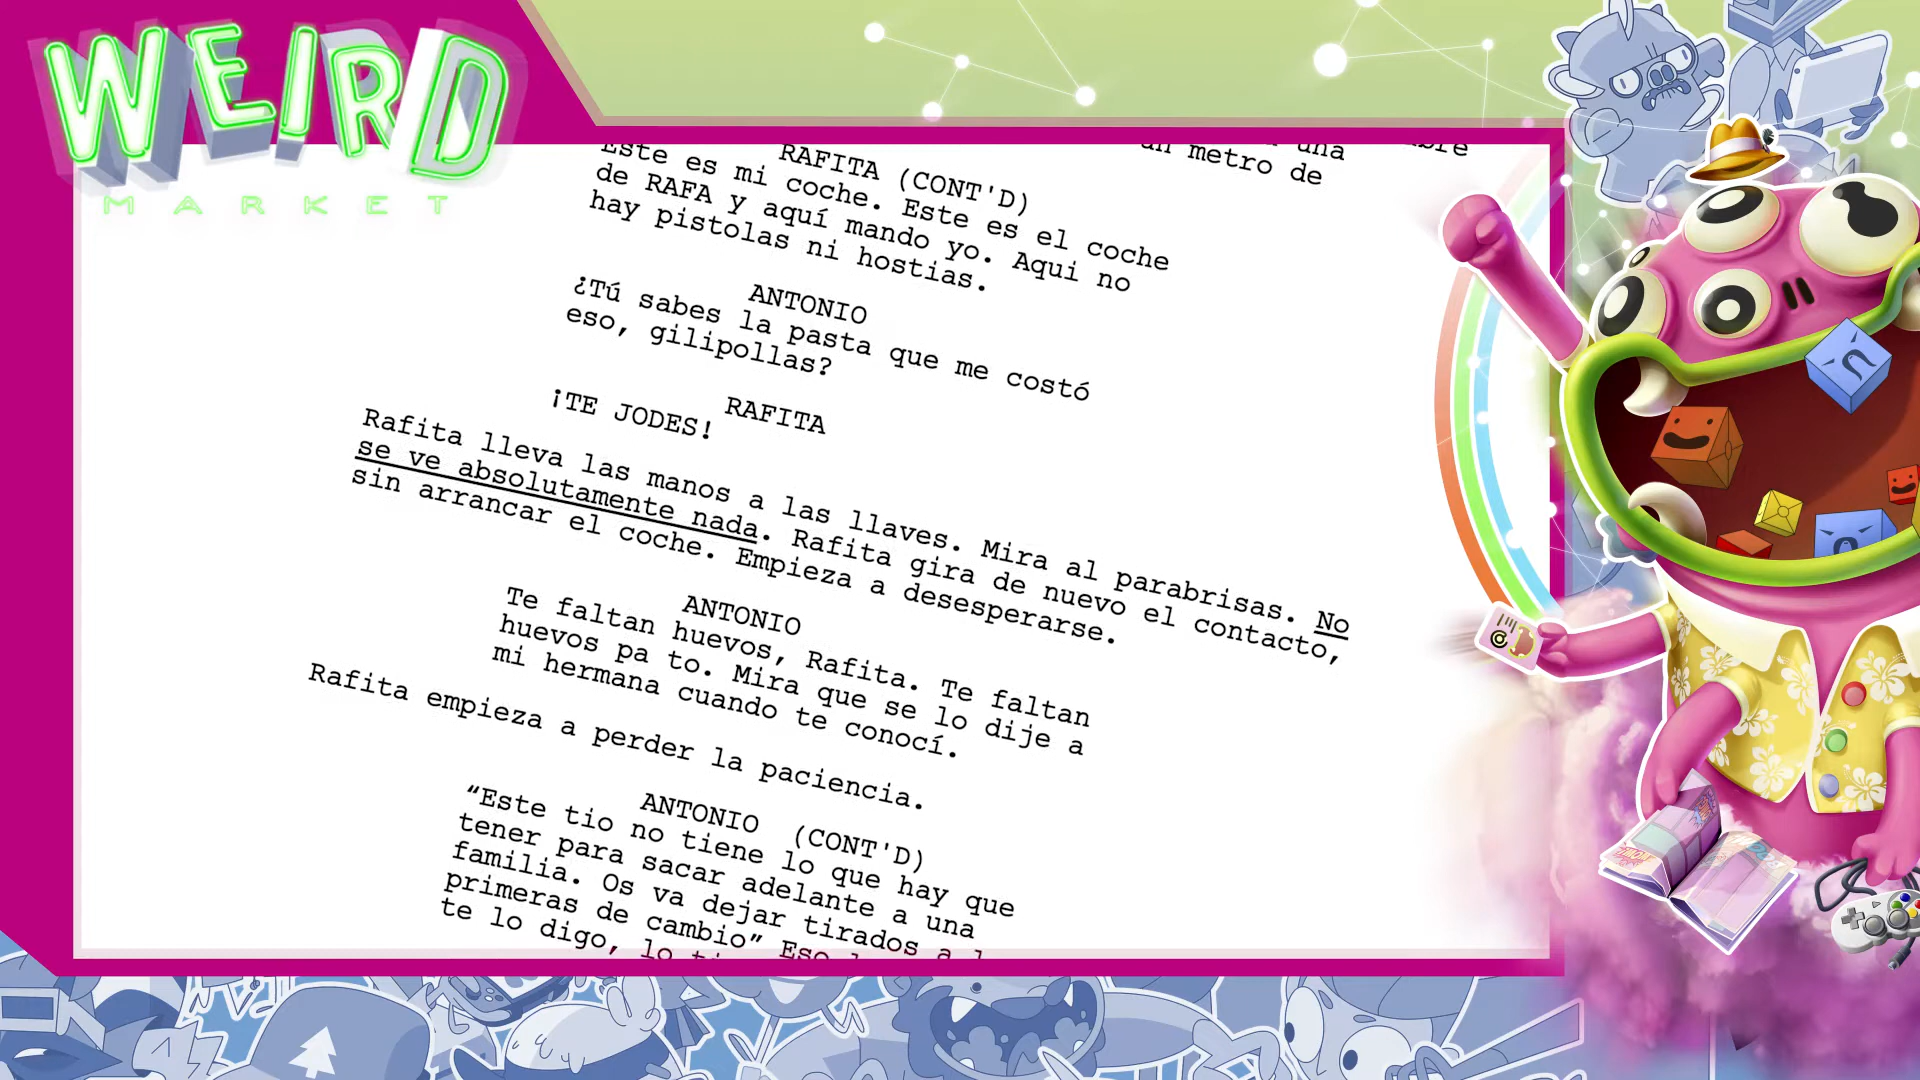 WEIRD
MARKET
un metro de
RAFITA (CONT'D)
Este es mi coche. Este es el coche
de RAFA y aquí mando yo. Aqui no
hay pistolas ni hostias.
ANTONIO
¿Tú sabes la pasta que me costó
eso, gilipollas?
RAFITA
¡TE JODES!
Rafita lleva las manos a las llaves. Mira al parabrisas. No
se ve absolutamente nada. Rafita gira de nuevo el contacto,
sin arrancar el coche. Empieza a desesperarse.
ANTONIO
Te faltan huevos, Rafita. Te faltan
huevos pa to. Mira que se lo dije a
mi hermana cuando te conocí.
Rafita empieza a perder la paciencia.
ANTONIO (CONT'D)
“Este tio no tiene lo que hay que
tener para sacar adelante a una
familia. Os va dejar tirados a
primeras de cambio” Eso
te lo digo, lo